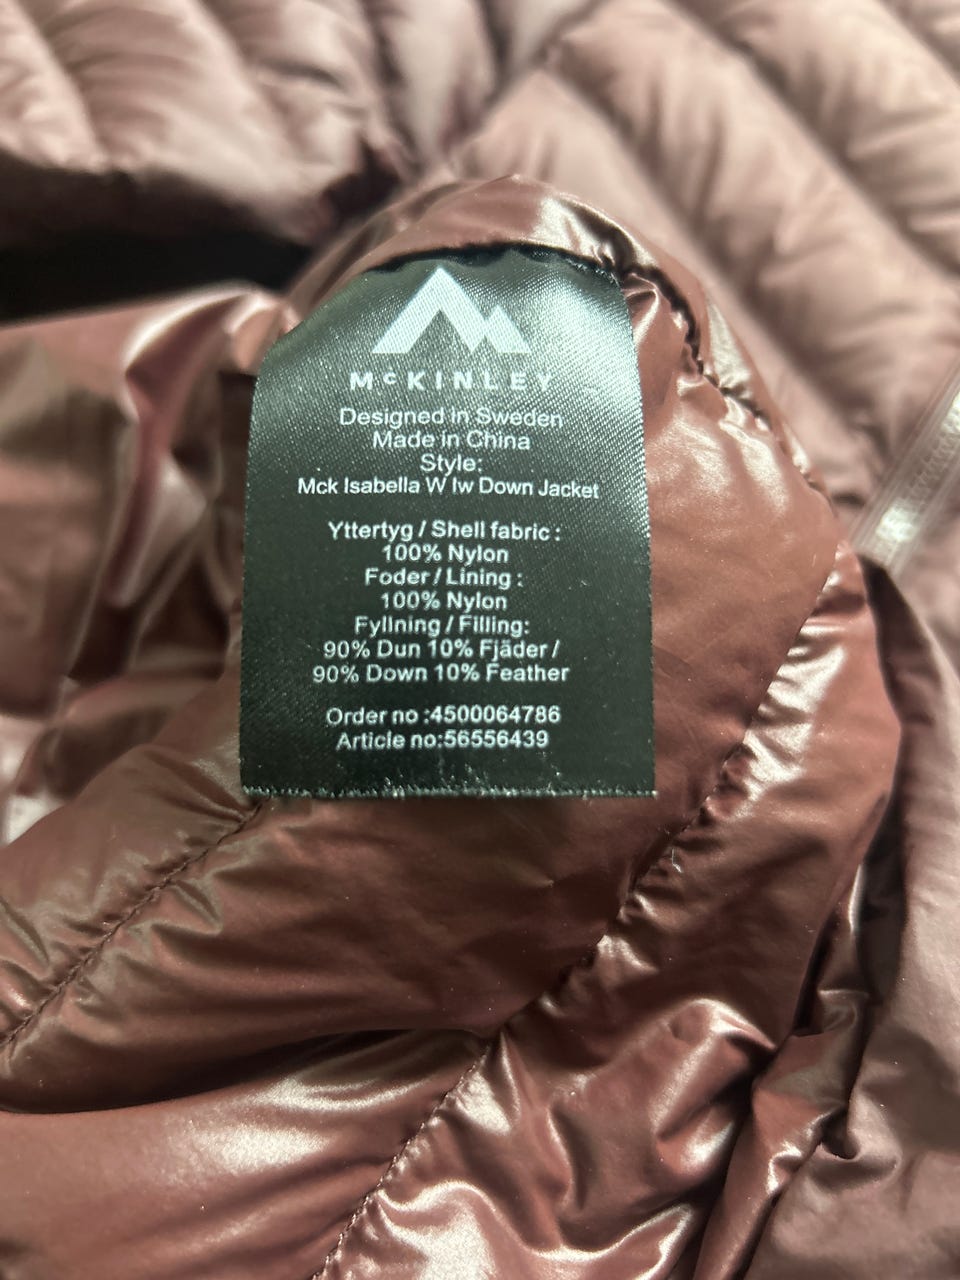 McKINLEY
Designed in Sweden
Made in China
Style:
Mck Isabella W lw Down Jacket
Yttertyg / Shell fabric :
100% Nylon
Foder / Lining :
100% Nylon
Fyllning / Filling:
90% Dun 10% Fjäder /
90% Down 10% Feather
Order no :4500064786
Article no:56556439